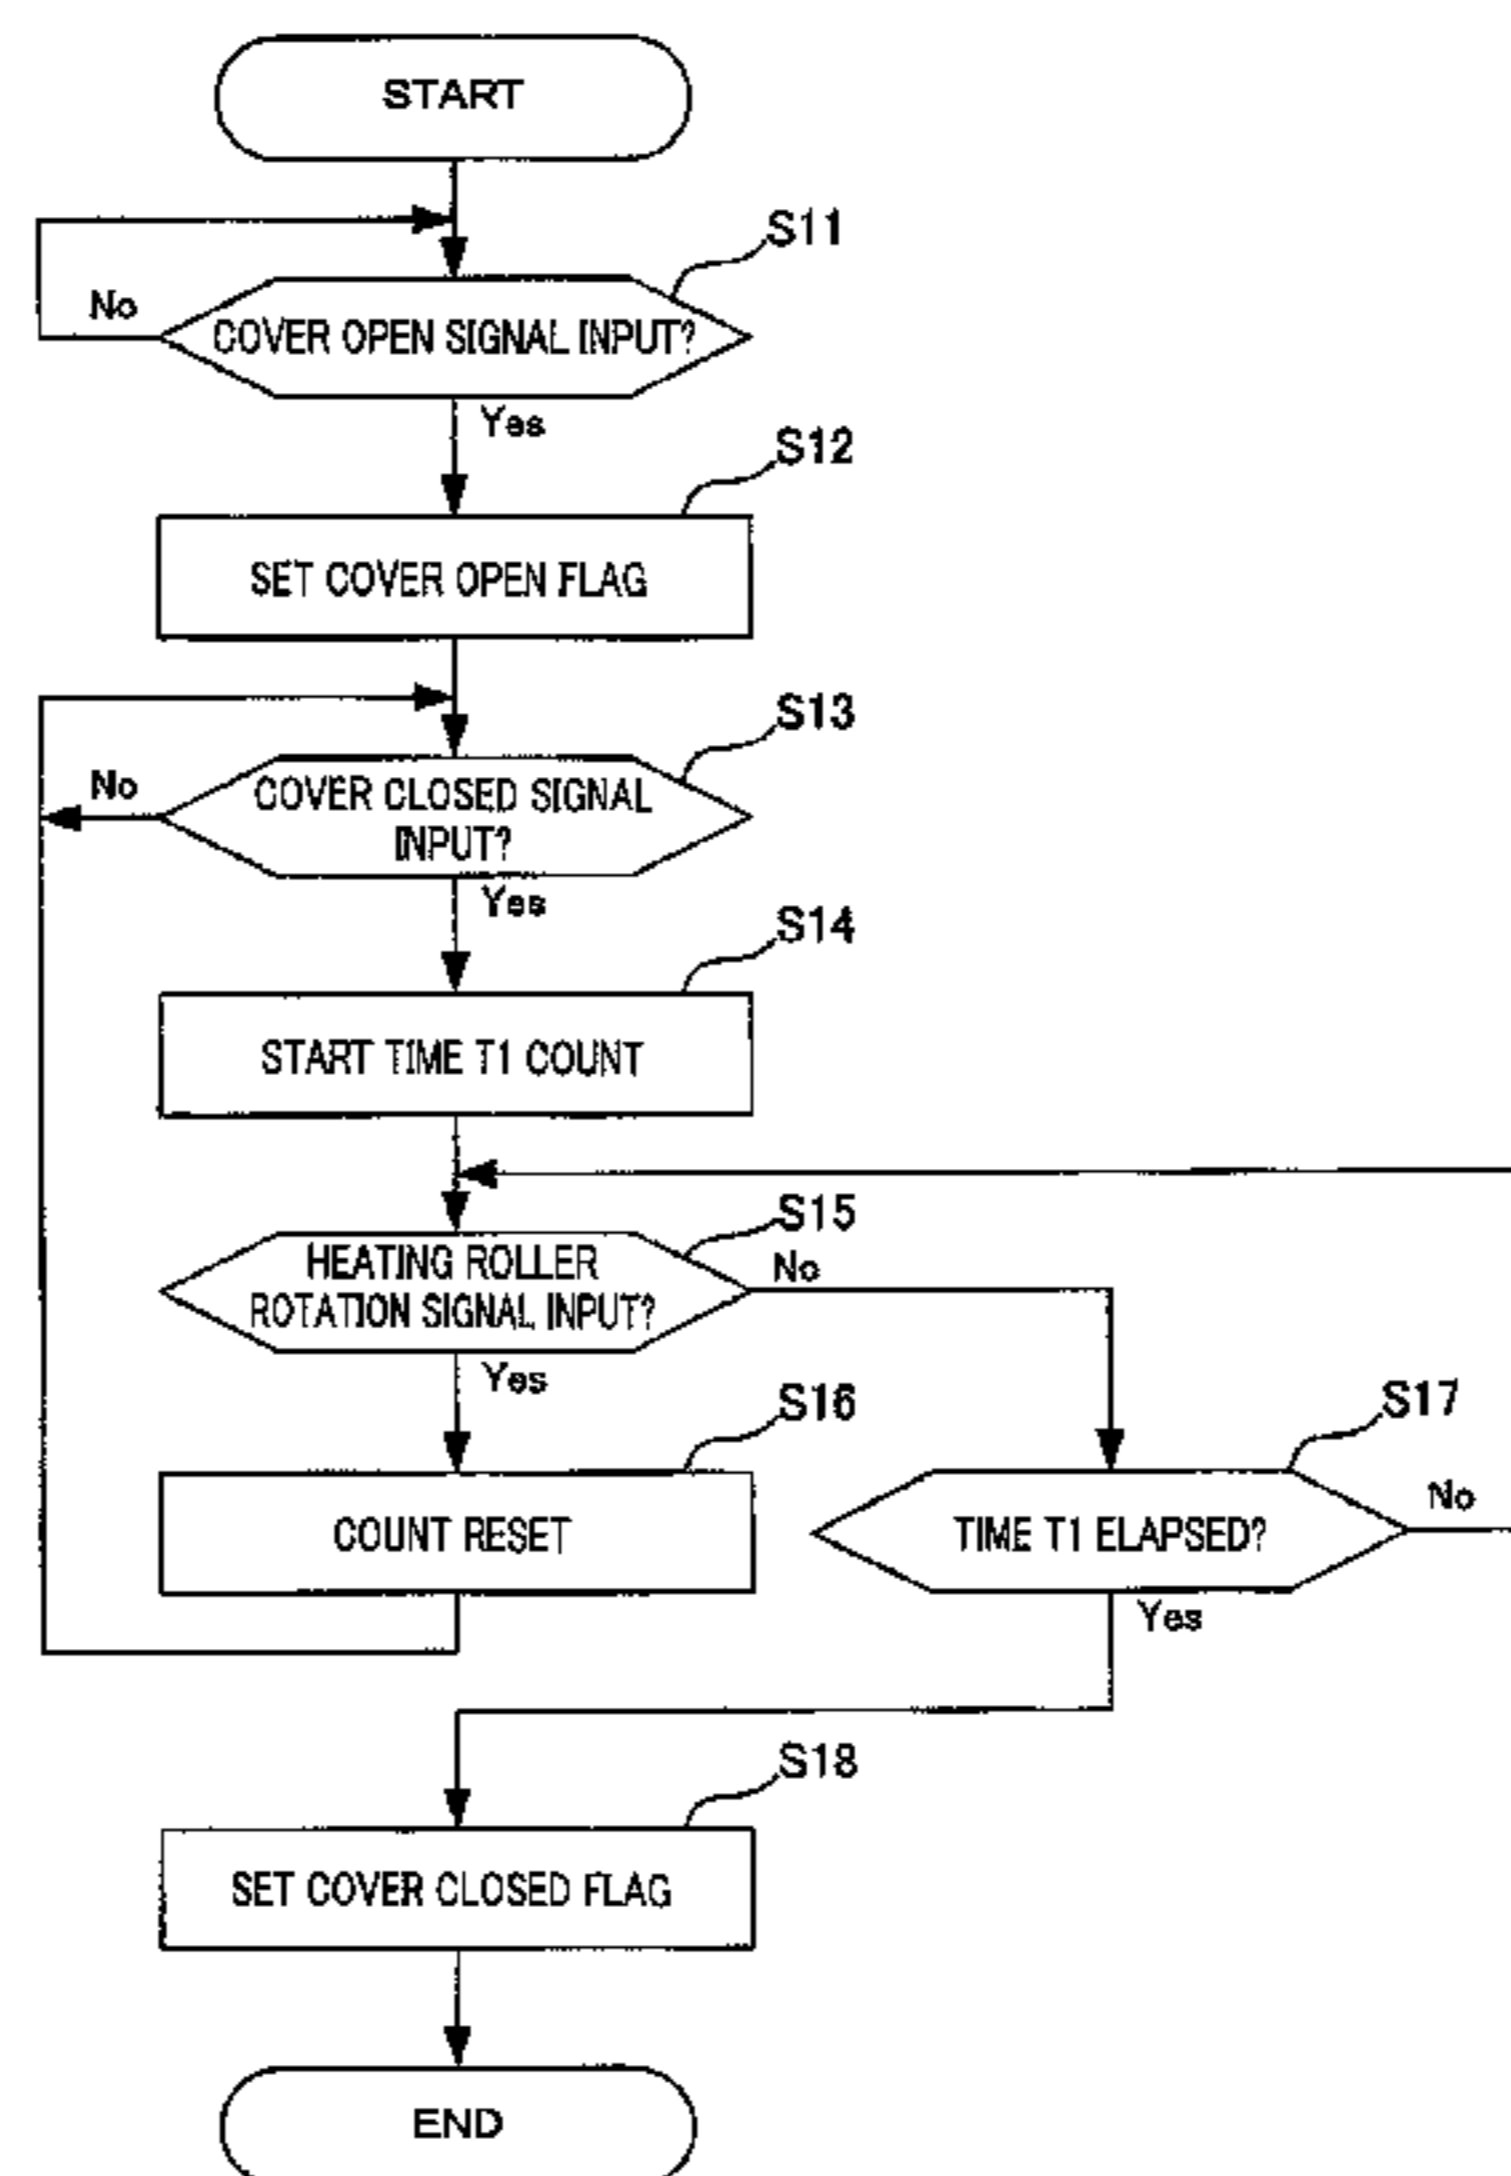 START
S11
No
COVER OPEN SIGNAL INPUT?
Yes
S12
SET COVER OPEN FLAG
S13
No
COVER CLOSED SIGNAL
INPUT?
Yes
S14
START TIME T1 COUNT
S15
HEATING ROLLER
ROTATION SIGNAL INPUT?
No
Yes
S16
COUNT RESET
S17
TIME T1 ELAPSED?
No
Yes
S18
SET COVER CLOSED FLAG
END